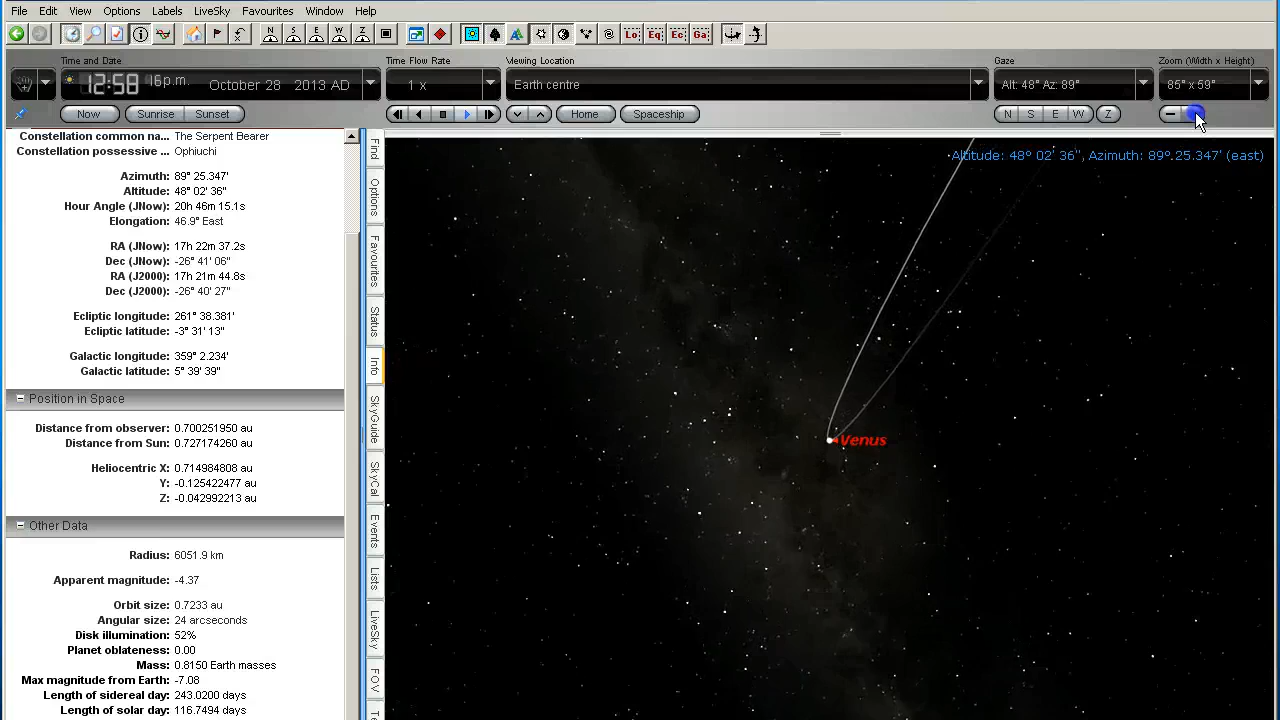 File Edit View Options Labels LiveSky Favourites Window Help
N S E W Z Lo Eq Ec Ga
Time and Date Time Flow Rate Viewing Location Gaze Zoom (Width x Height)
12:58 16p.m. October 28 2013 AD 1 x Earth centre Alt: 48° Az: 89° 85° x 59°
Now Sunrise Sunset Home Spaceship N S E W Z
Constellation common na... The Serpent Bearer
Constellation possessive ... Ophiuchi
Azimuth: 89° 25.347'
Altitude: 48° 02' 36"
Hour Angle (JNow): 20h 46m 15.1s
Elongation: 46.9° East
RA (JNow): 17h 22m 37.2s
Dec (JNow): -26° 41' 06"
RA (J2000): 17h 21m 44.8s
Dec (J2000): -26° 40' 27"
Ecliptic longitude: 261° 38.381'
Ecliptic latitude: -3° 31' 13"
Galactic longitude: 359° 2.234'
Galactic latitude: 5° 39' 39"
Position in Space
Distance from observer: 0.700251950 au
Distance from Sun: 0.727174260 au
Heliocentric X: 0.714984808 au
Y: -0.125422477 au
Z: -0.042992213 au
Other Data
Radius: 6051.9 km
Apparent magnitude: -4.37
Orbit size: 0.7233 au
Angular size: 24 arcseconds
Disk illumination: 52%
Planet oblateness: 0.00
Mass: 0.8150 Earth masses
Max magnitude from Earth: -7.08
Length of sidereal day: 243.0200 days
Length of solar day: 116.7494 days
Find
Options
Favourites
Status
Info
SkyGuide
SkyCal
Events
Lists
LiveSky
FOV
Altitude: 48° 02' 36", Azimuth: 89° 25.347' (east)
Venus